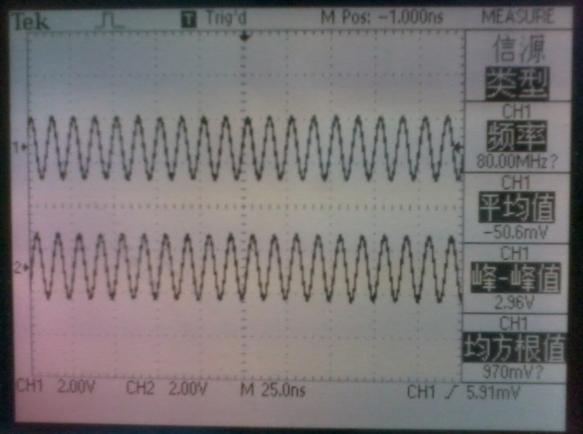 Tek T Trig'd M Pos: -1.000ns MEASURE
信源
类型
CH1
频率
80.00MHz?
CH1
平均值
-50.6mV
CH1
峰-峰值
2.96V
CH1
均方根值
970mV?
1
2
CH1 2.00V CH2 2.00V M 25.0ns CH1 5.91mV